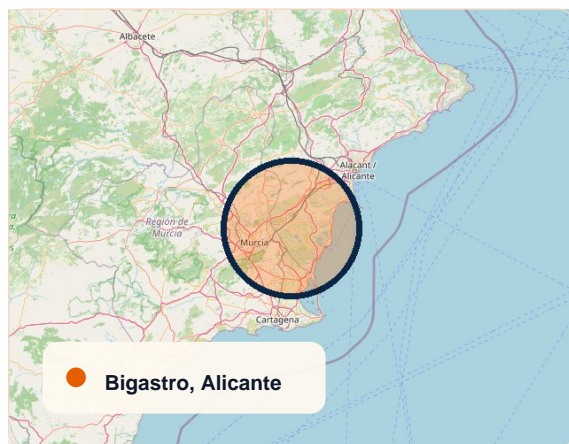 Albacete
Alacant /
Alicante
Región de
Murcia
Murcia
Cartagena
Bigastro, Alicante